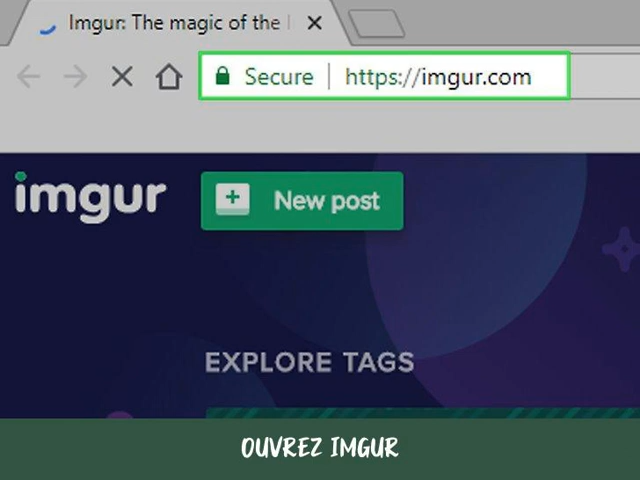 Imgur: The magic of the
Secure | https://imgur.com
imgur
New post
EXPLORE TAGS
OUVREZ IMGUR